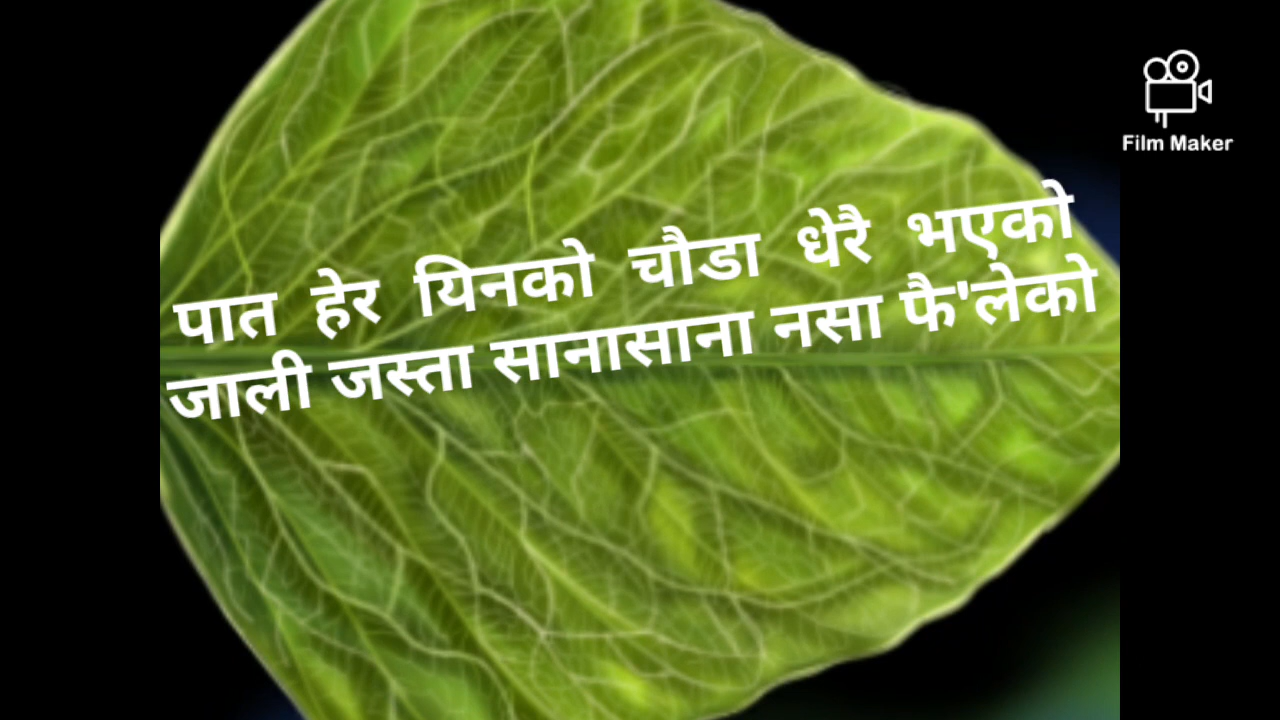 Film Maker
पात हेर यिनको चौडा धेरै भएको
जाली जस्ता सानासाना नसा फै'लेको